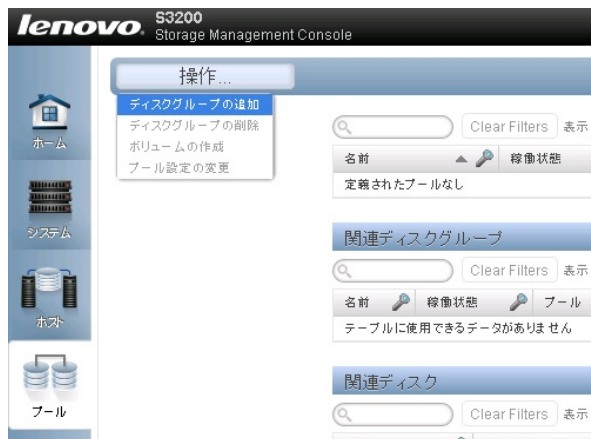 lenovo. S3200
Storage Management Console
操作...
ディスクグループの追加
ディスクグループの削除
ボリュームの作成
プール設定の変更
ホーム
システム
ホスト
プール
Clear Filters 表示
名前 稼働状態
定義されたプールなし
関連ディスクグループ
Clear Filters 表示
名前 稼働状態 プール
テーブルに使用できるデータがありません
関連ディスク
Clear Filters 表示